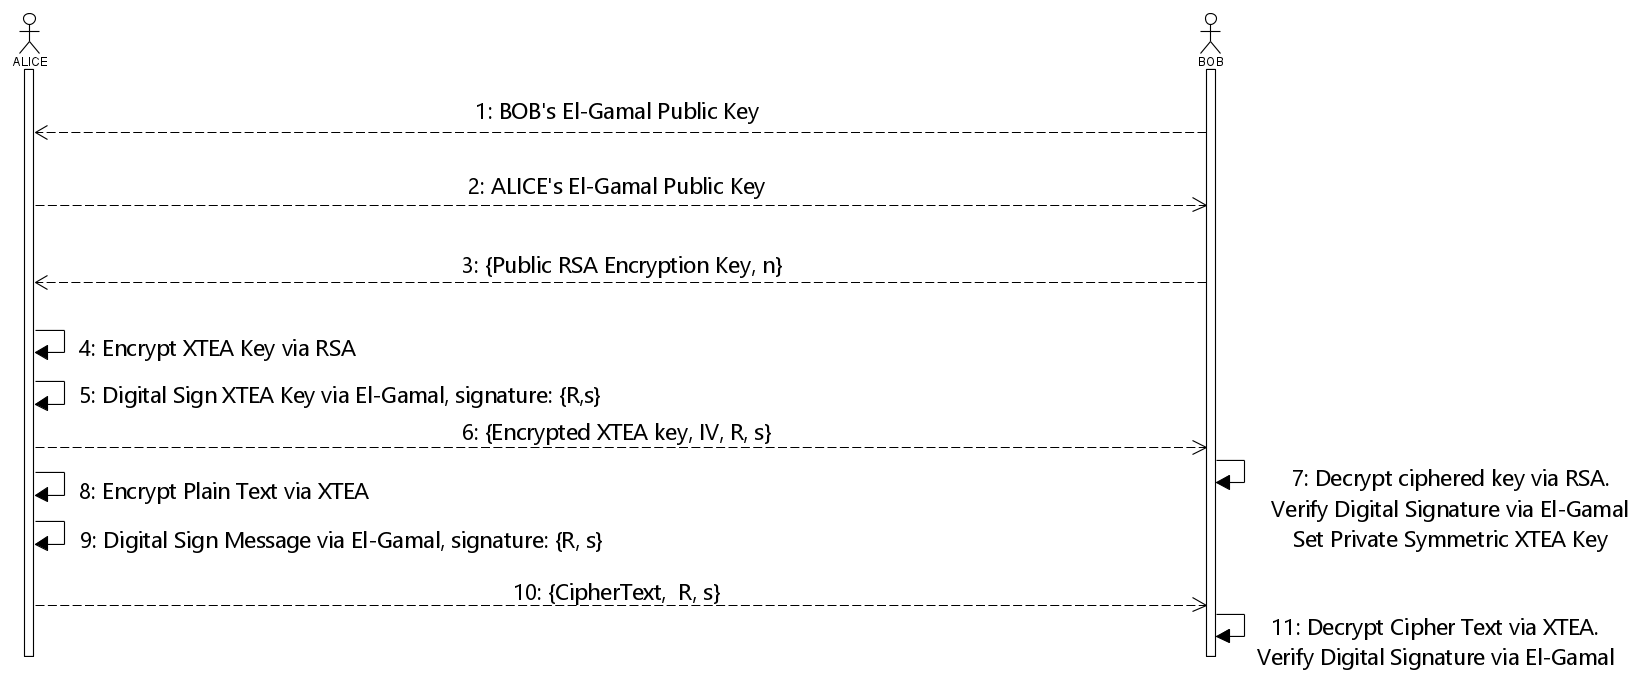 ALICE
BOB
1: BOB's El-Gamal Public Key
2: ALICE's El-Gamal Public Key
3: {Public RSA Encryption Key, n}
4: Encrypt XTEA Key via RSA
5: Digital Sign XTEA Key via El-Gamal, signature: {R,s}
6: {Encrypted XTEA key, IV, R, s}
7: Decrypt ciphered key via RSA.
Verify Digital Signature via El-Gamal
Set Private Symmetric XTEA Key
8: Encrypt Plain Text via XTEA
9: Digital Sign Message via El-Gamal, signature: {R, s}
10: {CipherText,  R, s}
11: Decrypt Cipher Text via XTEA.
Verify Digital Signature via El-Gamal